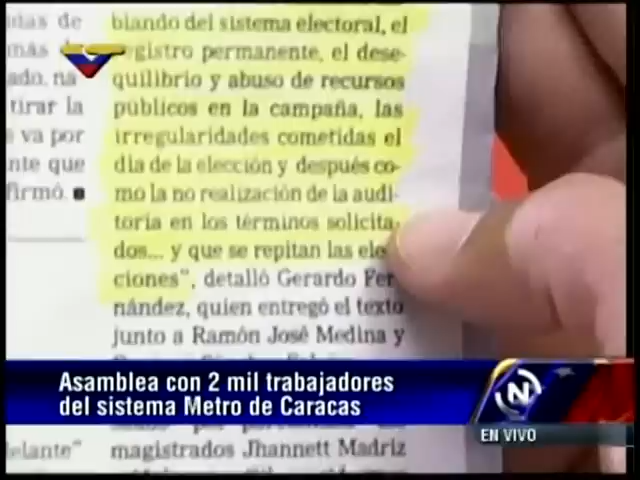 biando del sistema electoral, el
registro permanente, el dese-
quilibrio y abuso de recursos
públicos en la campaña, las
irregularidades cometidas el
día de la elección y después co-
mo la no realización de la audi-
toría en los términos solicita-
dos... y que se repitan las elec-
ciones", detalló Gerardo Fer-
nández, quien entregó el texto
junto a Ramón José Medina y
magistrados Jhannett Madriz
más
ado, na
tirar la
va por
nte que
firmó.
delante"
Asamblea con 2 mil trabajadores
del sistema Metro de Caracas
N
EN VIVO